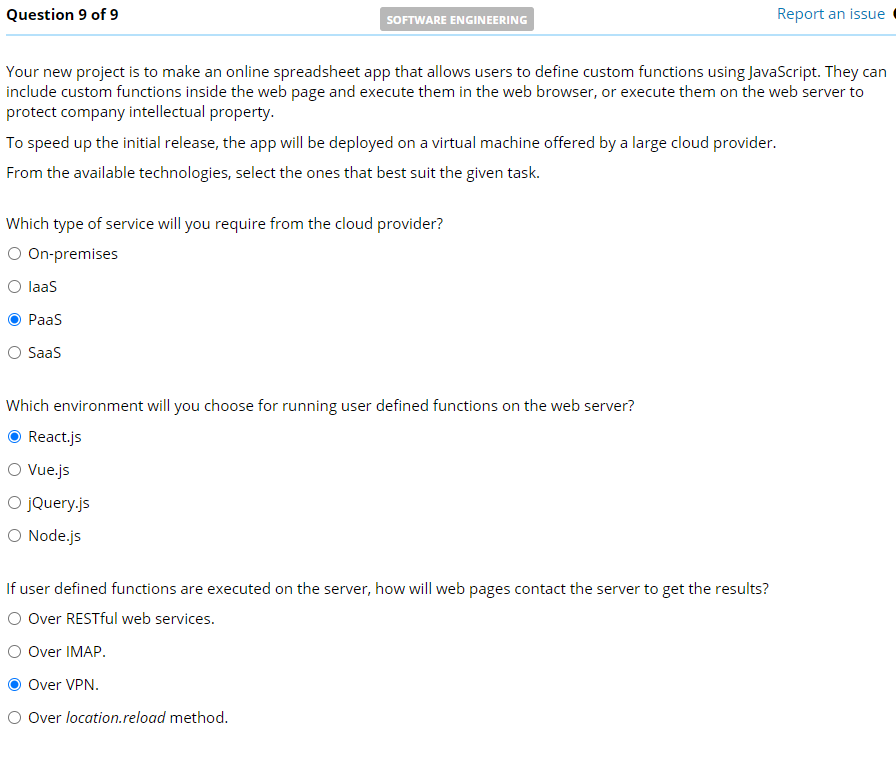 Question 9 of 9
SOFTWARE ENGINEERING
Report an issue
Your new project is to make an online spreadsheet app that allows users to define custom functions using JavaScript. They can
include custom functions inside the web page and execute them in the web browser, or execute them on the web server to
protect company intellectual property.
To speed up the initial release, the app will be deployed on a virtual machine offered by a large cloud provider.
From the available technologies, select the ones that best suit the given task.
Which type of service will you require from the cloud provider?
On-premises
IaaS
PaaS
SaaS
Which environment will you choose for running user defined functions on the web server?
React.js
Vue.js
jQuery.js
Node.js
If user defined functions are executed on the server, how will web pages contact the server to get the results?
Over RESTful web services.
Over IMAP.
Over VPN.
Over location.reload method.